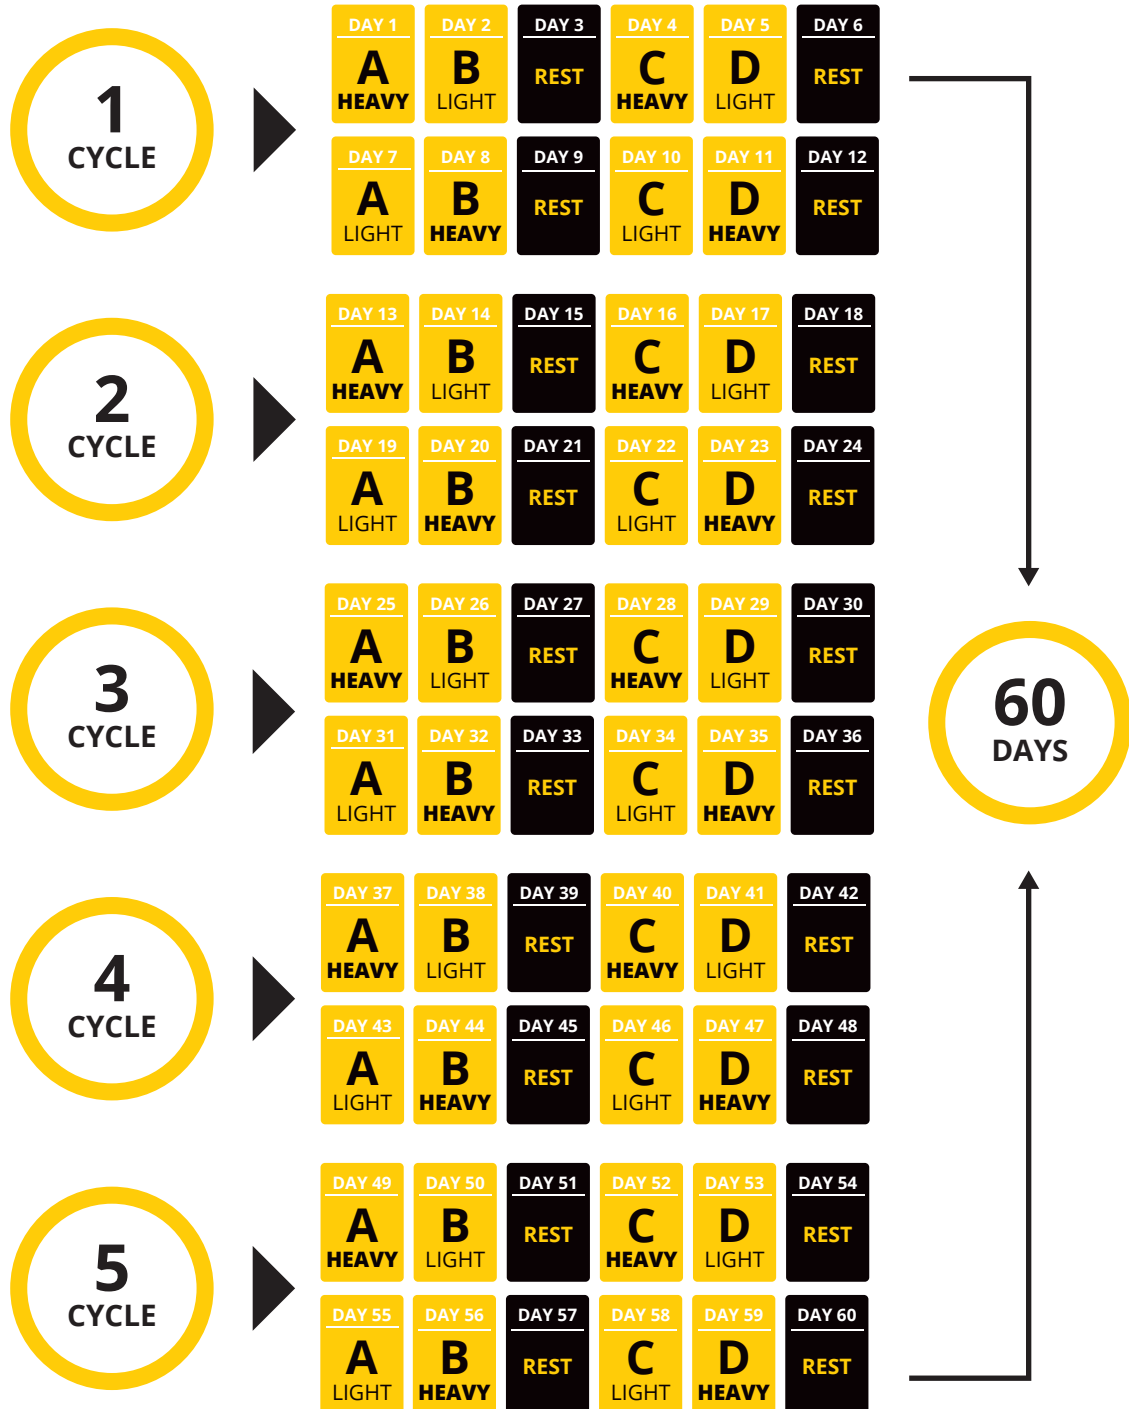 1
CYCLE
DAY 1 DAY 2 DAY 3 DAY 4 DAY 5 DAY 6
A B REST C D REST
HEAVY LIGHT HEAVY LIGHT
DAY 7 DAY 8 DAY 9 DAY 10 DAY 11 DAY 12
A B REST C D REST
LIGHT HEAVY LIGHT HEAVY
2
CYCLE
DAY 13 DAY 14 DAY 15 DAY 16 DAY 17 DAY 18
A B REST C D REST
HEAVY LIGHT HEAVY LIGHT
DAY 19 DAY 20 DAY 21 DAY 22 DAY 23 DAY 24
A B REST C D REST
LIGHT HEAVY LIGHT HEAVY
3
CYCLE
DAY 25 DAY 26 DAY 27 DAY 28 DAY 29 DAY 30
A B REST C D REST
HEAVY LIGHT HEAVY LIGHT
DAY 31 DAY 32 DAY 33 DAY 34 DAY 35 DAY 36
A B REST C D REST
LIGHT HEAVY LIGHT HEAVY
60
DAYS
4
CYCLE
DAY 37 DAY 38 DAY 39 DAY 40 DAY 41 DAY 42
A B REST C D REST
HEAVY LIGHT HEAVY LIGHT
DAY 43 DAY 44 DAY 45 DAY 46 DAY 47 DAY 48
A B REST C D REST
LIGHT HEAVY LIGHT HEAVY
5
CYCLE
DAY 49 DAY 50 DAY 51 DAY 52 DAY 53 DAY 54
A B REST C D REST
HEAVY LIGHT HEAVY LIGHT
DAY 55 DAY 56 DAY 57 DAY 58 DAY 59 DAY 60
A B REST C D REST
LIGHT HEAVY LIGHT HEAVY